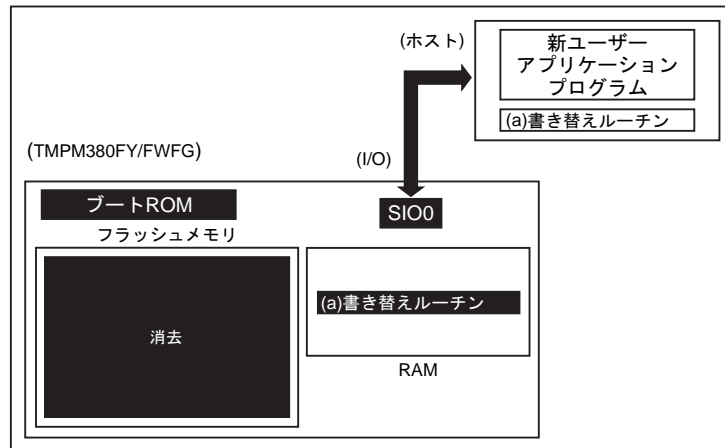 (ホスト)
新ユーザー
アプリケーション
プログラム
(a)書き替えルーチン
(TMPM380FY/FWFG)
(I/O)
ブートROM
SIO0
フラッシュメモリ
(a)書き替えルーチン
消去
RAM